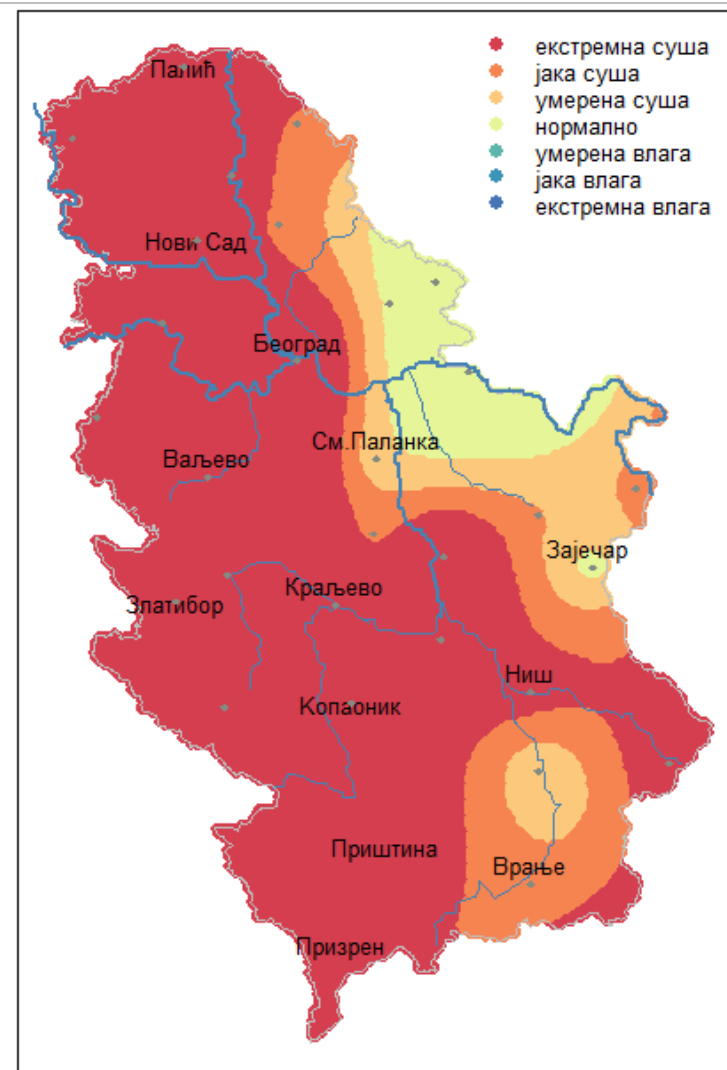 екстремна суша
јака суша
умерена суша
нормално
умерена влага
јака влага
екстремна влага
Палић
Нови Сад
Београд
См.Паланка
Ваљево
Зајечар
Краљево
Златибор
Ниш
Копаоник
Приштина
Врање
Призрен